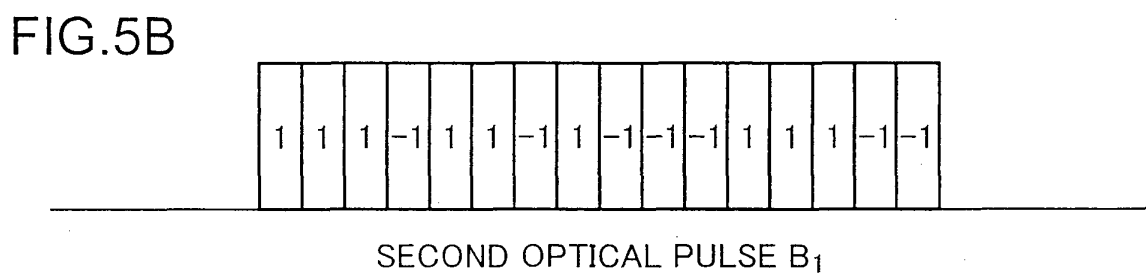 FIG.5B
1 1 1 -1 1 1 -1 1 -1 -1 -1 1 1 1 -1 -1
SECOND OPTICAL PULSE B1